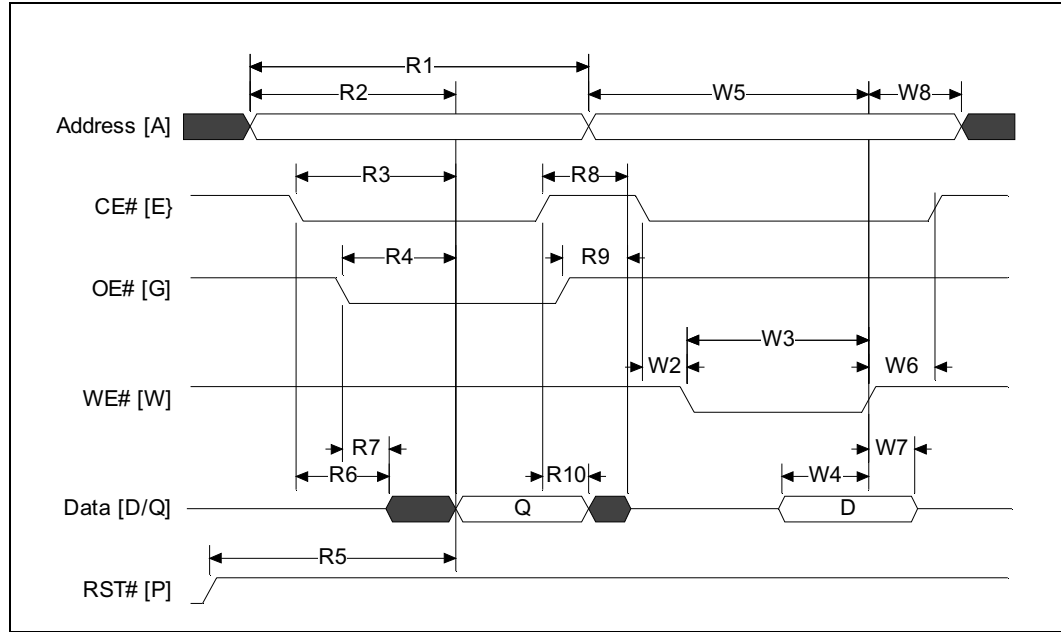 R1
R2
W5
W8
Address [A]
R3
R8
CE# [E}
R4
R9
OE# [G]
W3
W2
W6
WE# [W]
R7
W7
R6
R10
W4
Data [D/Q]
Q
D
R5
RST# [P]